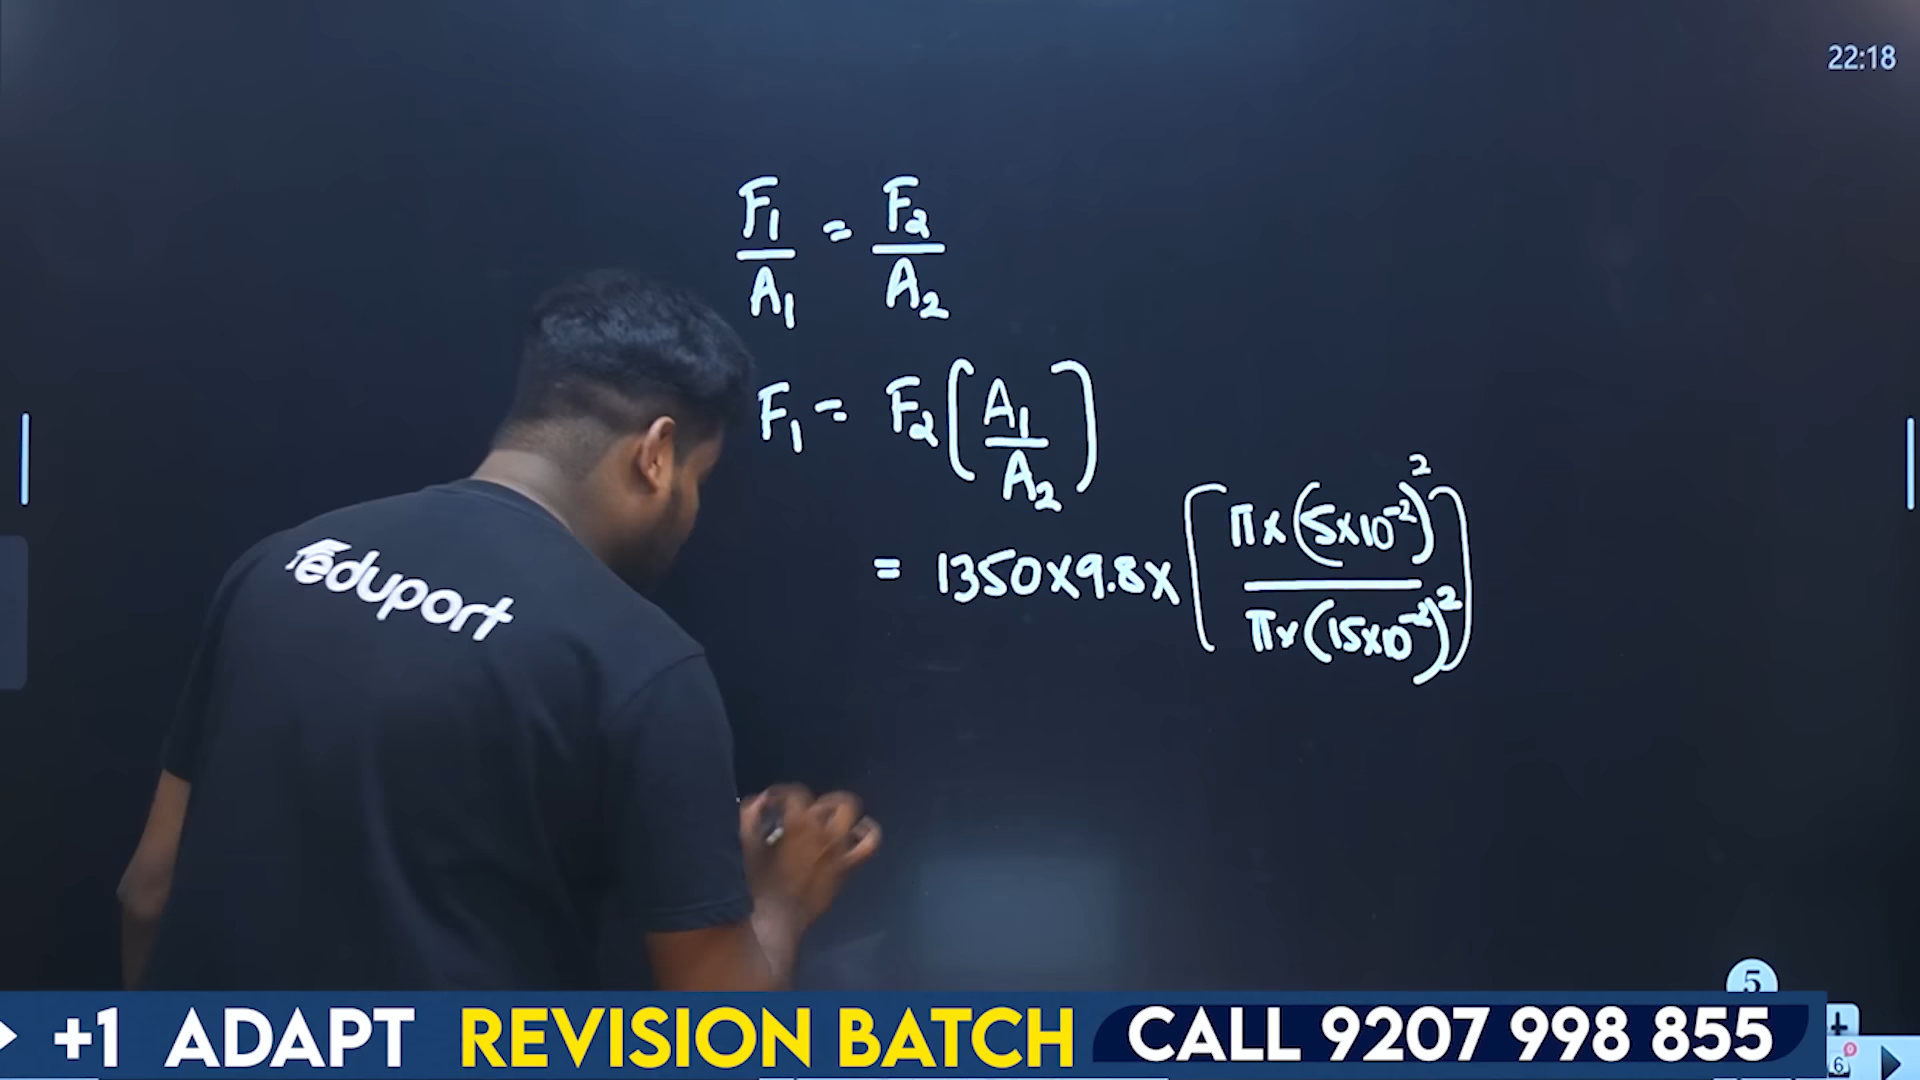 22:18
F₁/A₁ = F₂/A₂
F₁ = F₂(A₁/A₂)
= 1350×9.8×[π×(5×10⁻²)²/π×(15×10⁻²)²]
eduport
5
+1 ADAPT REVISION BATCH CALL 9207 998 855
6